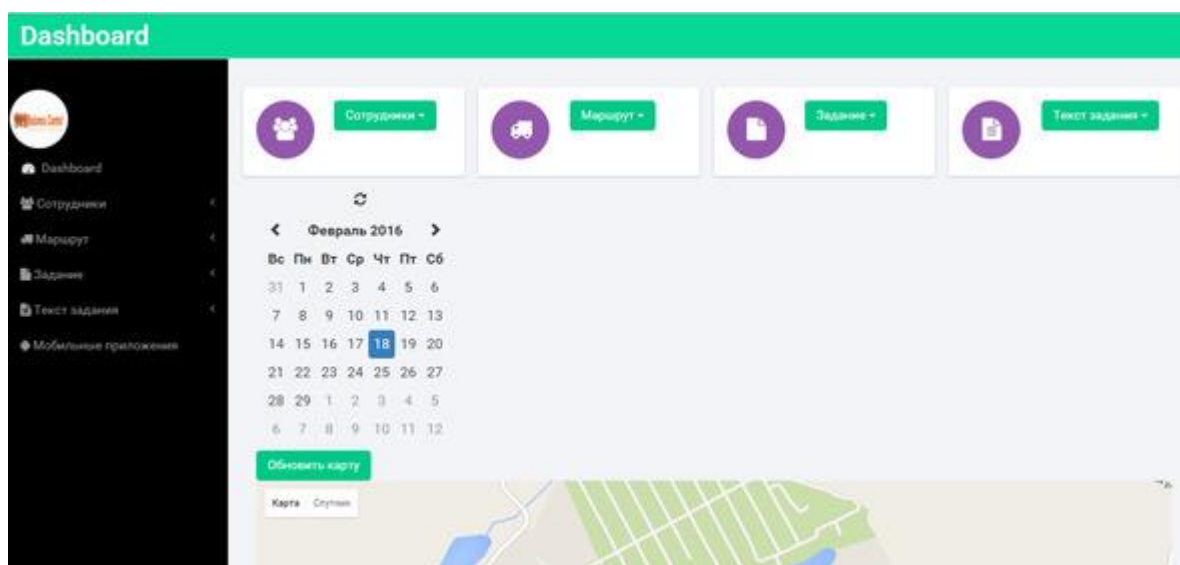 Dashboard
Dashboard
Сотрудники
Маршрут
Задание
Текст задания
Мобильные приложения
Сотрудники
Маршрут
Задание
Текст задания
Февраль 2016
Вс Пн Вт Ср Чт Пт Сб
31 1 2 3 4 5 6
7 8 9 10 11 12 13
14 15 16 17 18 19 20
21 22 23 24 25 26 27
28 29 1 2 3 4 5
6 7 8 9 10 11 12
Обновить карту
Карта Спутник